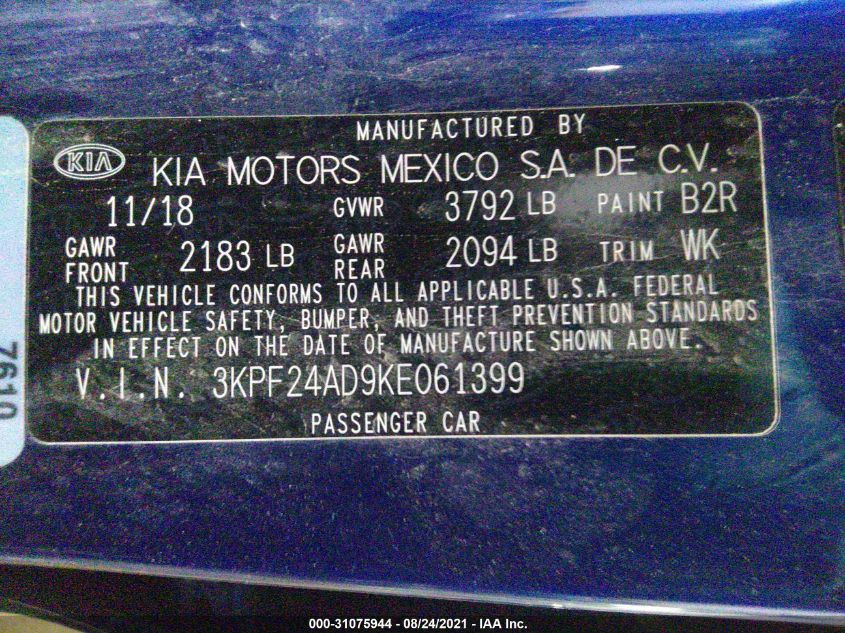 MANUFACTURED BY
KIA KIA MOTORS MEXICO S.A. DE C.V.
11/18 GVWR 3792 LB PAINT B2R
GAWR FRONT 2183 LB GAWR REAR 2094 LB TRIM WK
THIS VEHICLE CONFORMS TO ALL APPLICABLE U.S.A. FEDERAL
MOTOR VEHICLE SAFETY, BUMPER, AND THEFT PREVENTION STANDARDS
IN EFFECT ON THE DATE OF MANUFACTURE SHOWN ABOVE.
V.I.N. 3KPF24AD9KE061399
PASSENGER CAR
000-31075944 - 08/24/2021 - IAA Inc.